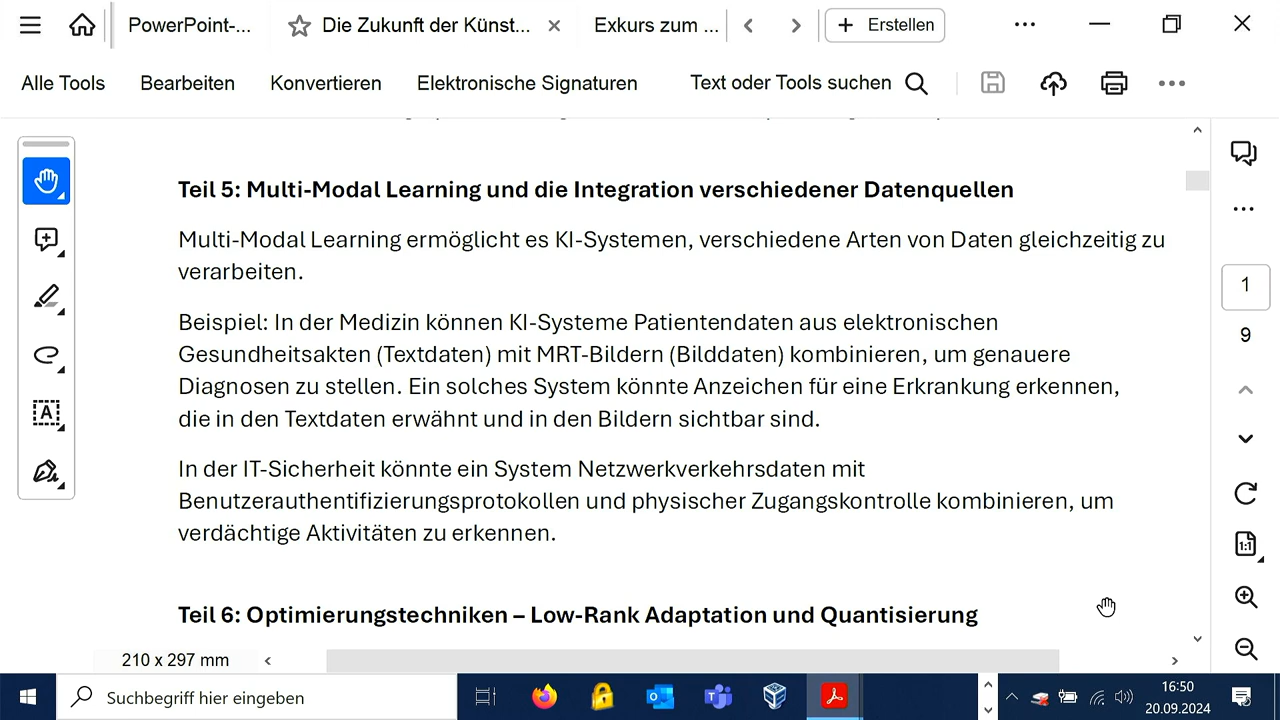 PowerPoint-...
Die Zukunft der Künst...
Exkurs zum ...
Erstellen
Alle Tools
Bearbeiten
Konvertieren
Elektronische Signaturen
Text oder Tools suchen
Teil 5: Multi-Modal Learning und die Integration verschiedener Datenquellen
Multi-Modal Learning ermöglicht es KI-Systemen, verschiedene Arten von Daten gleichzeitig zu
verarbeiten.
Beispiel: In der Medizin können KI-Systeme Patientendaten aus elektronischen
Gesundheitsakten (Textdaten) mit MRT-Bildern (Bilddaten) kombinieren, um genauere
Diagnosen zu stellen. Ein solches System könnte Anzeichen für eine Erkrankung erkennen,
die in den Textdaten erwähnt und in den Bildern sichtbar sind.
In der IT-Sicherheit könnte ein System Netzwerkverkehrsdaten mit
Benutzerauthentifizierungsprotokollen und physischer Zugangskontrolle kombinieren, um
verdächtige Aktivitäten zu erkennen.
Teil 6: Optimierungstechniken – Low-Rank Adaptation und Quantisierung
1
9
1:1
210 x 297 mm
Suchbegriff hier eingeben
16:50
20.09.2024